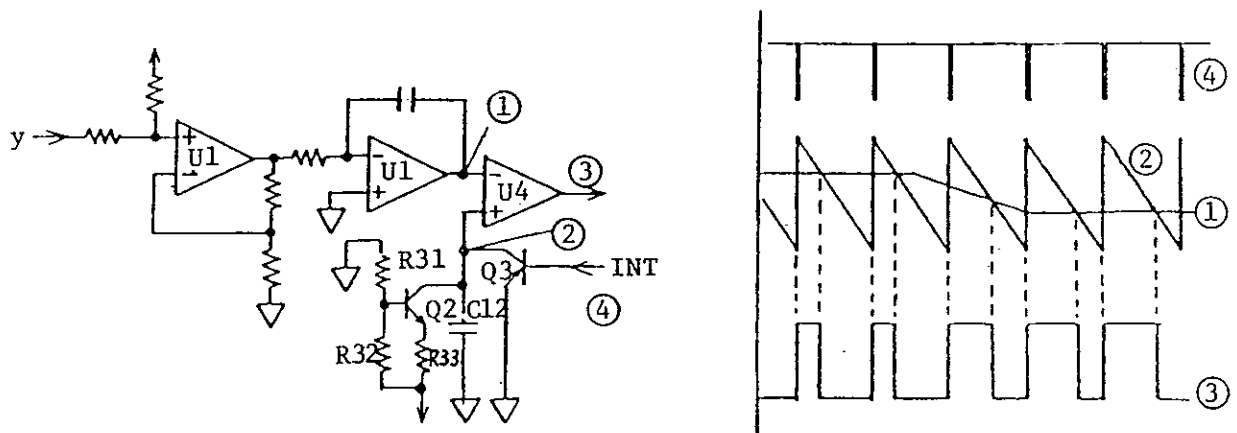 y
+
U1
-
-
U1
+
①
-
U4
+
③
②
R31
Q3
INT
④
Q2
C12
R32
R33
④
②
①
③